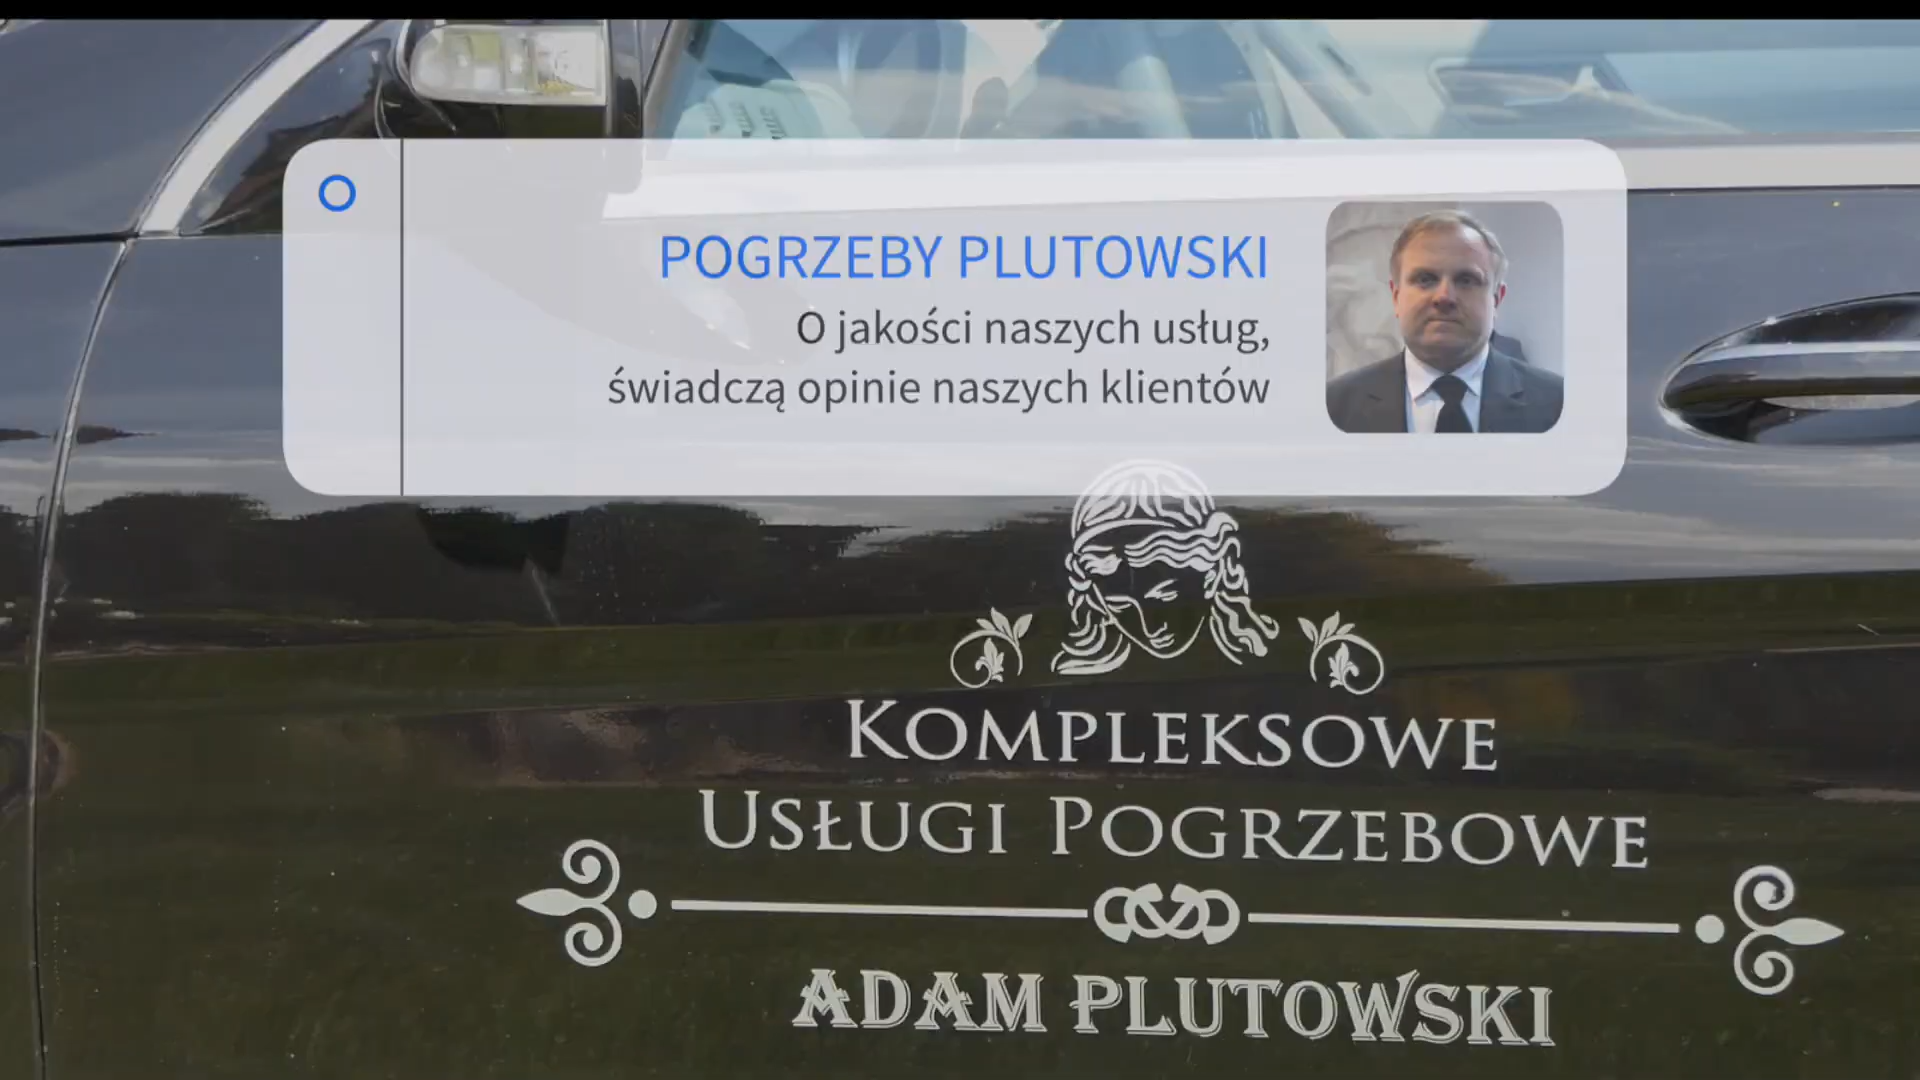 POGRZEBY PLUTOWSKI
O jakości naszych usług,
świadczą opinie naszych klientów
KOMPLEKSOWE
USŁUGI POGRZEBOWE
ADAM PLUTOWSKI